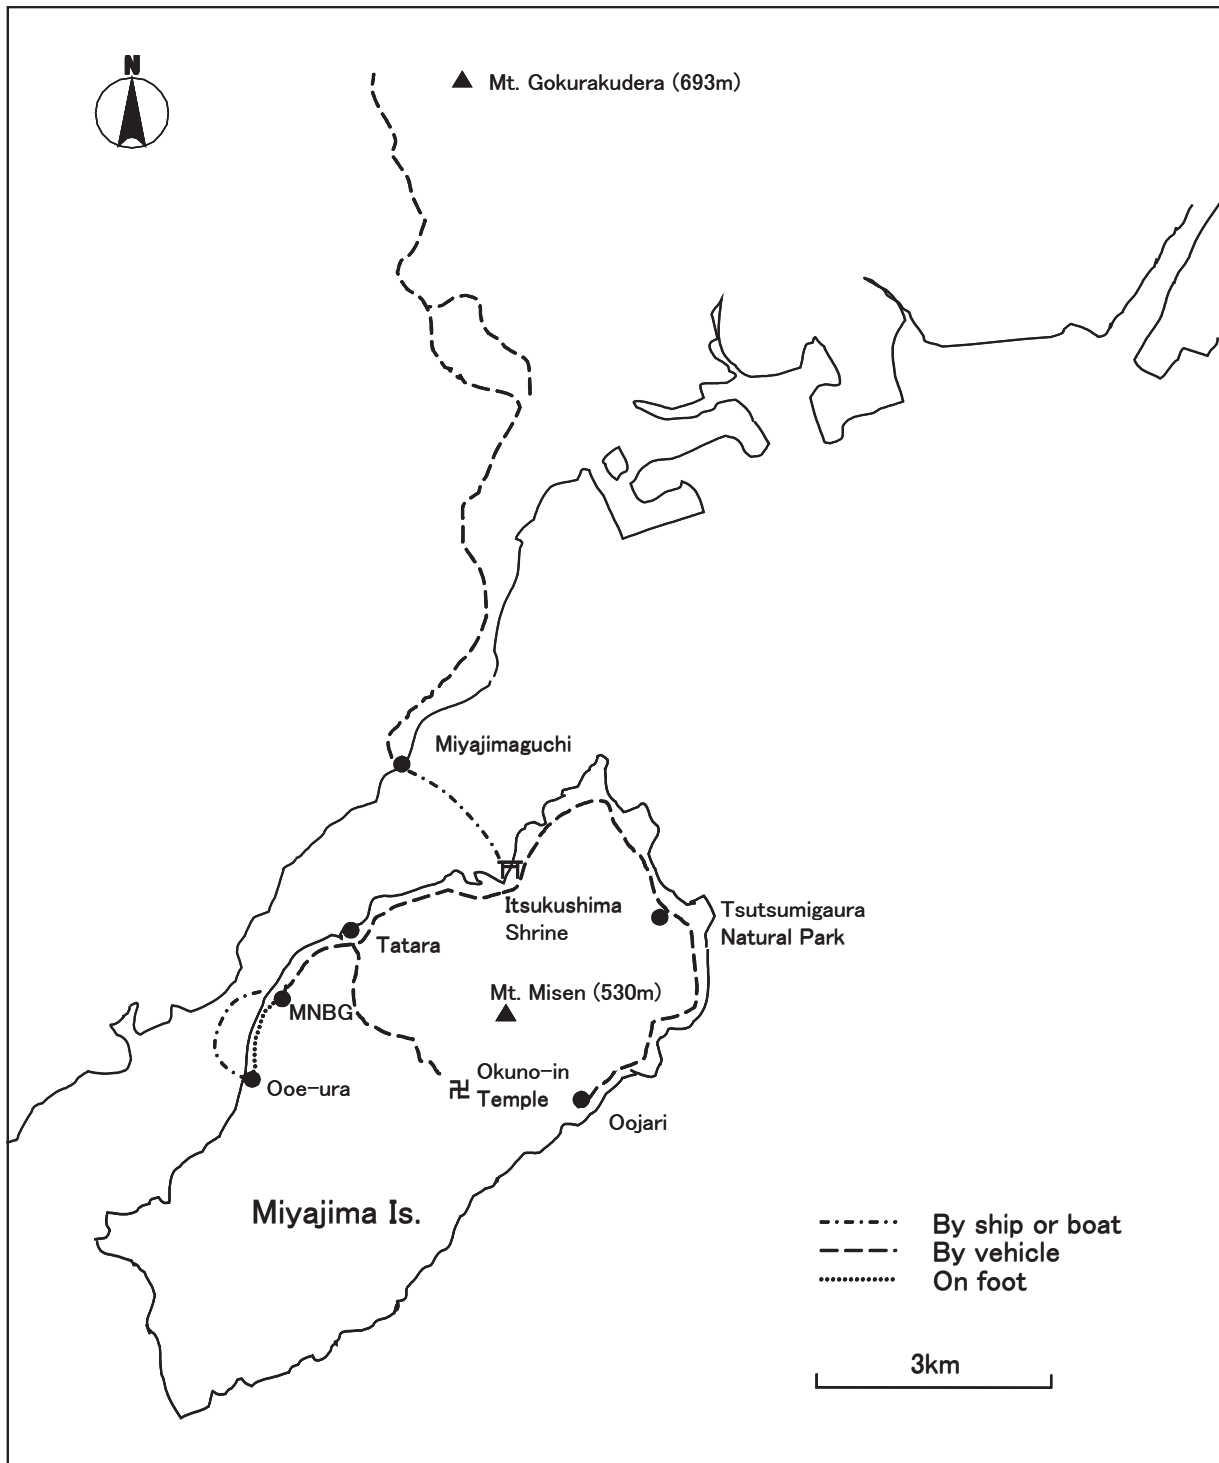 N
Mt. Gokurakudera (693m)
Miyajimaguchi
Itsukushima
Shrine
Tsutsumigaura
Natural Park
Tatara
Mt. Misen (530m)
MNBG
Okuno-in
Temple
卍
Ooe-ura
Oojari
Miyajima Is.
By ship or boat
By vehicle
On foot
3km